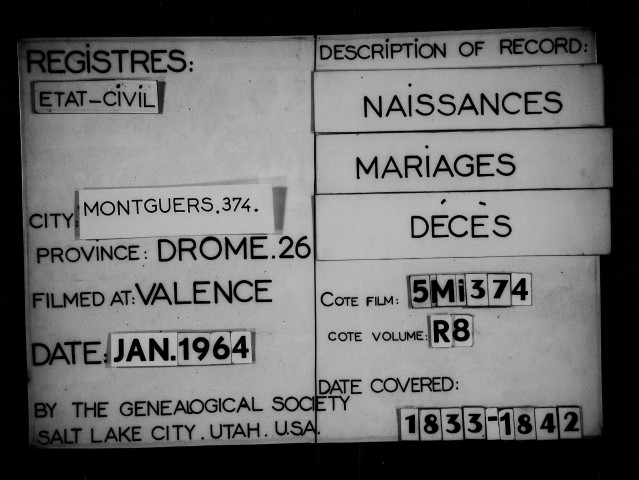 REGISTRES:
ETAT-CIVIL
CITY: MONTGUERS.374.
PROVINCE: DROME.26
FILMED AT: VALENCE
DATE: JAN.1964
BY THE GENEALOGICAL SOCIETY
SALT LAKE CITY. UTAH. U.S.A.
DESCRIPTION OF RECORD:
NAISSANCES
MARIAGES
DÉCÈS
COTE FILM: 5Mi374
COTE VOLUME: R8
DATE COVERED:
1833-1842